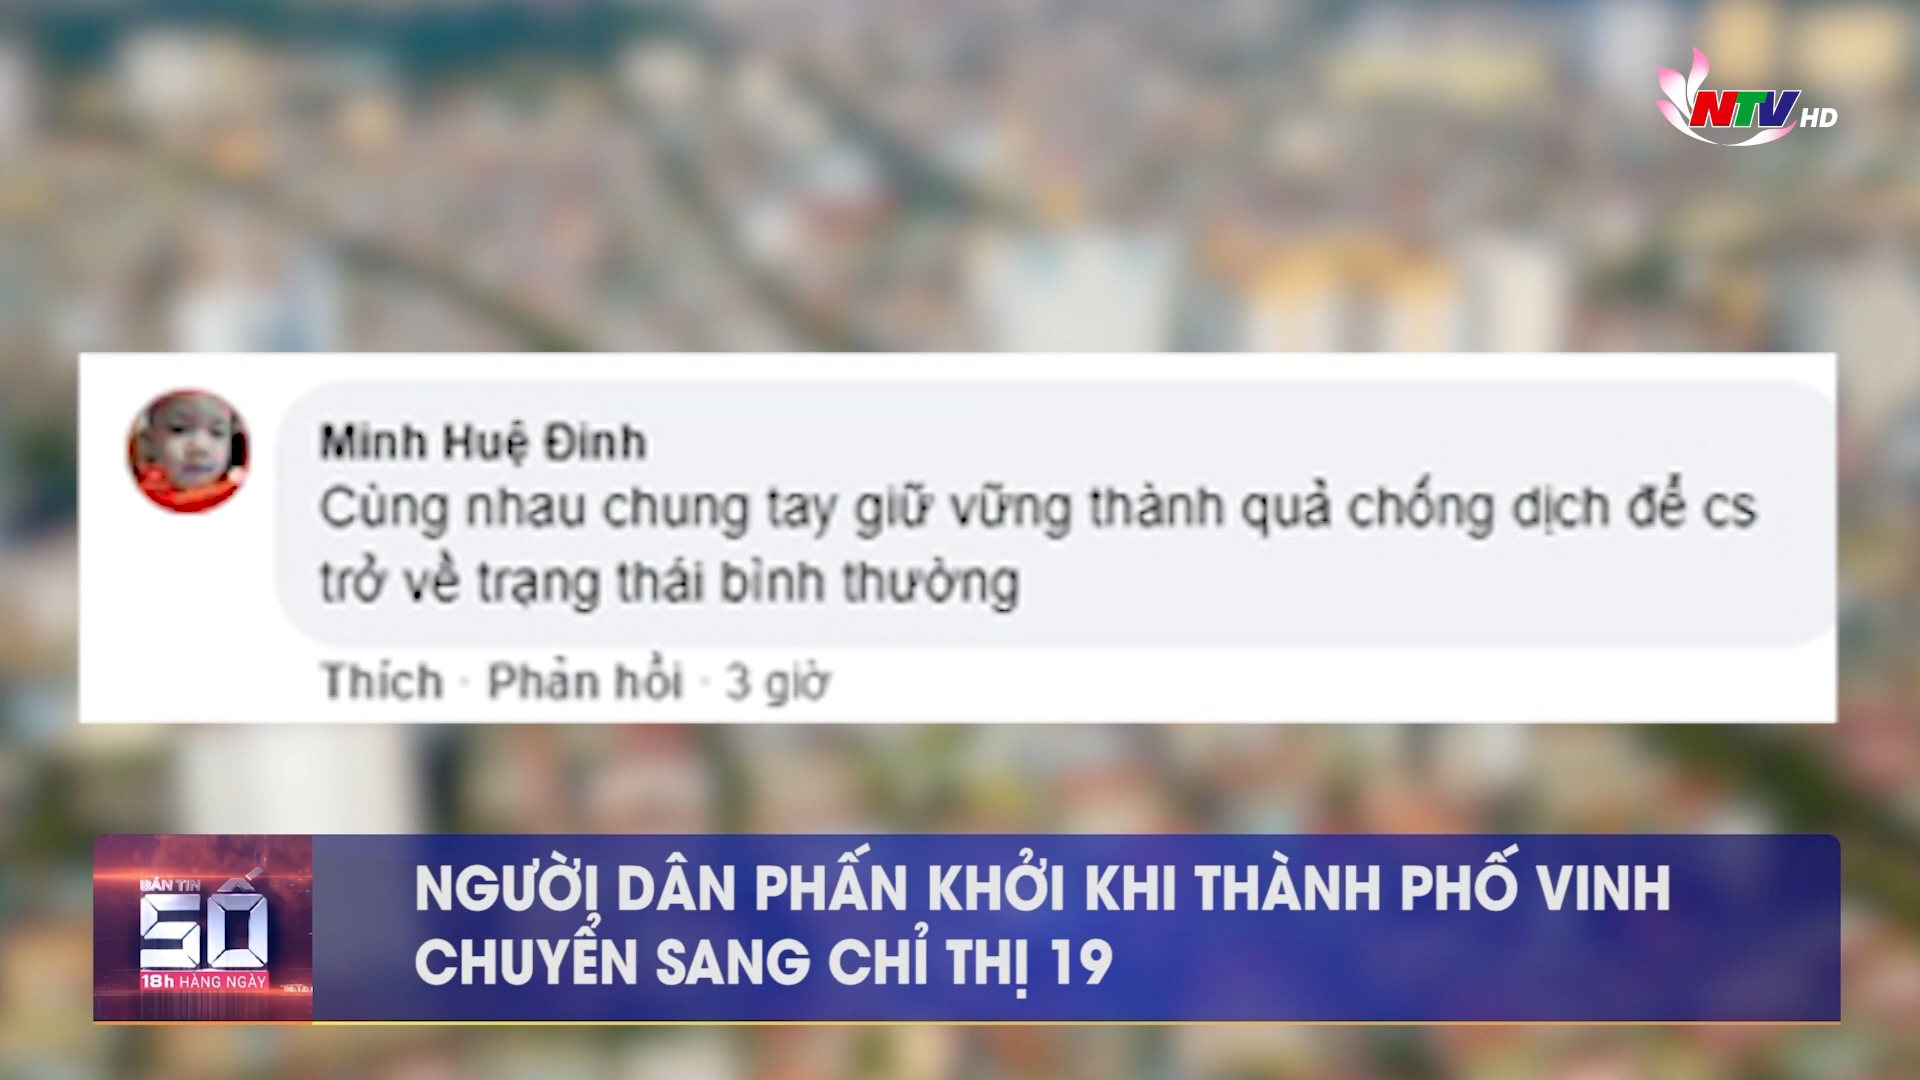 NTV HD
Minh Huệ Đinh
Cùng nhau chung tay giữ vững thành quả chống dịch để cs
trở về trạng thái bình thường
Thích · Phản hồi · 3 giờ
BẢN TIN
SỐ
18h HÀNG NGÀY
NGƯỜI DÂN PHẤN KHỞI KHI THÀNH PHỐ VINH
CHUYỂN SANG CHỈ THỊ 19